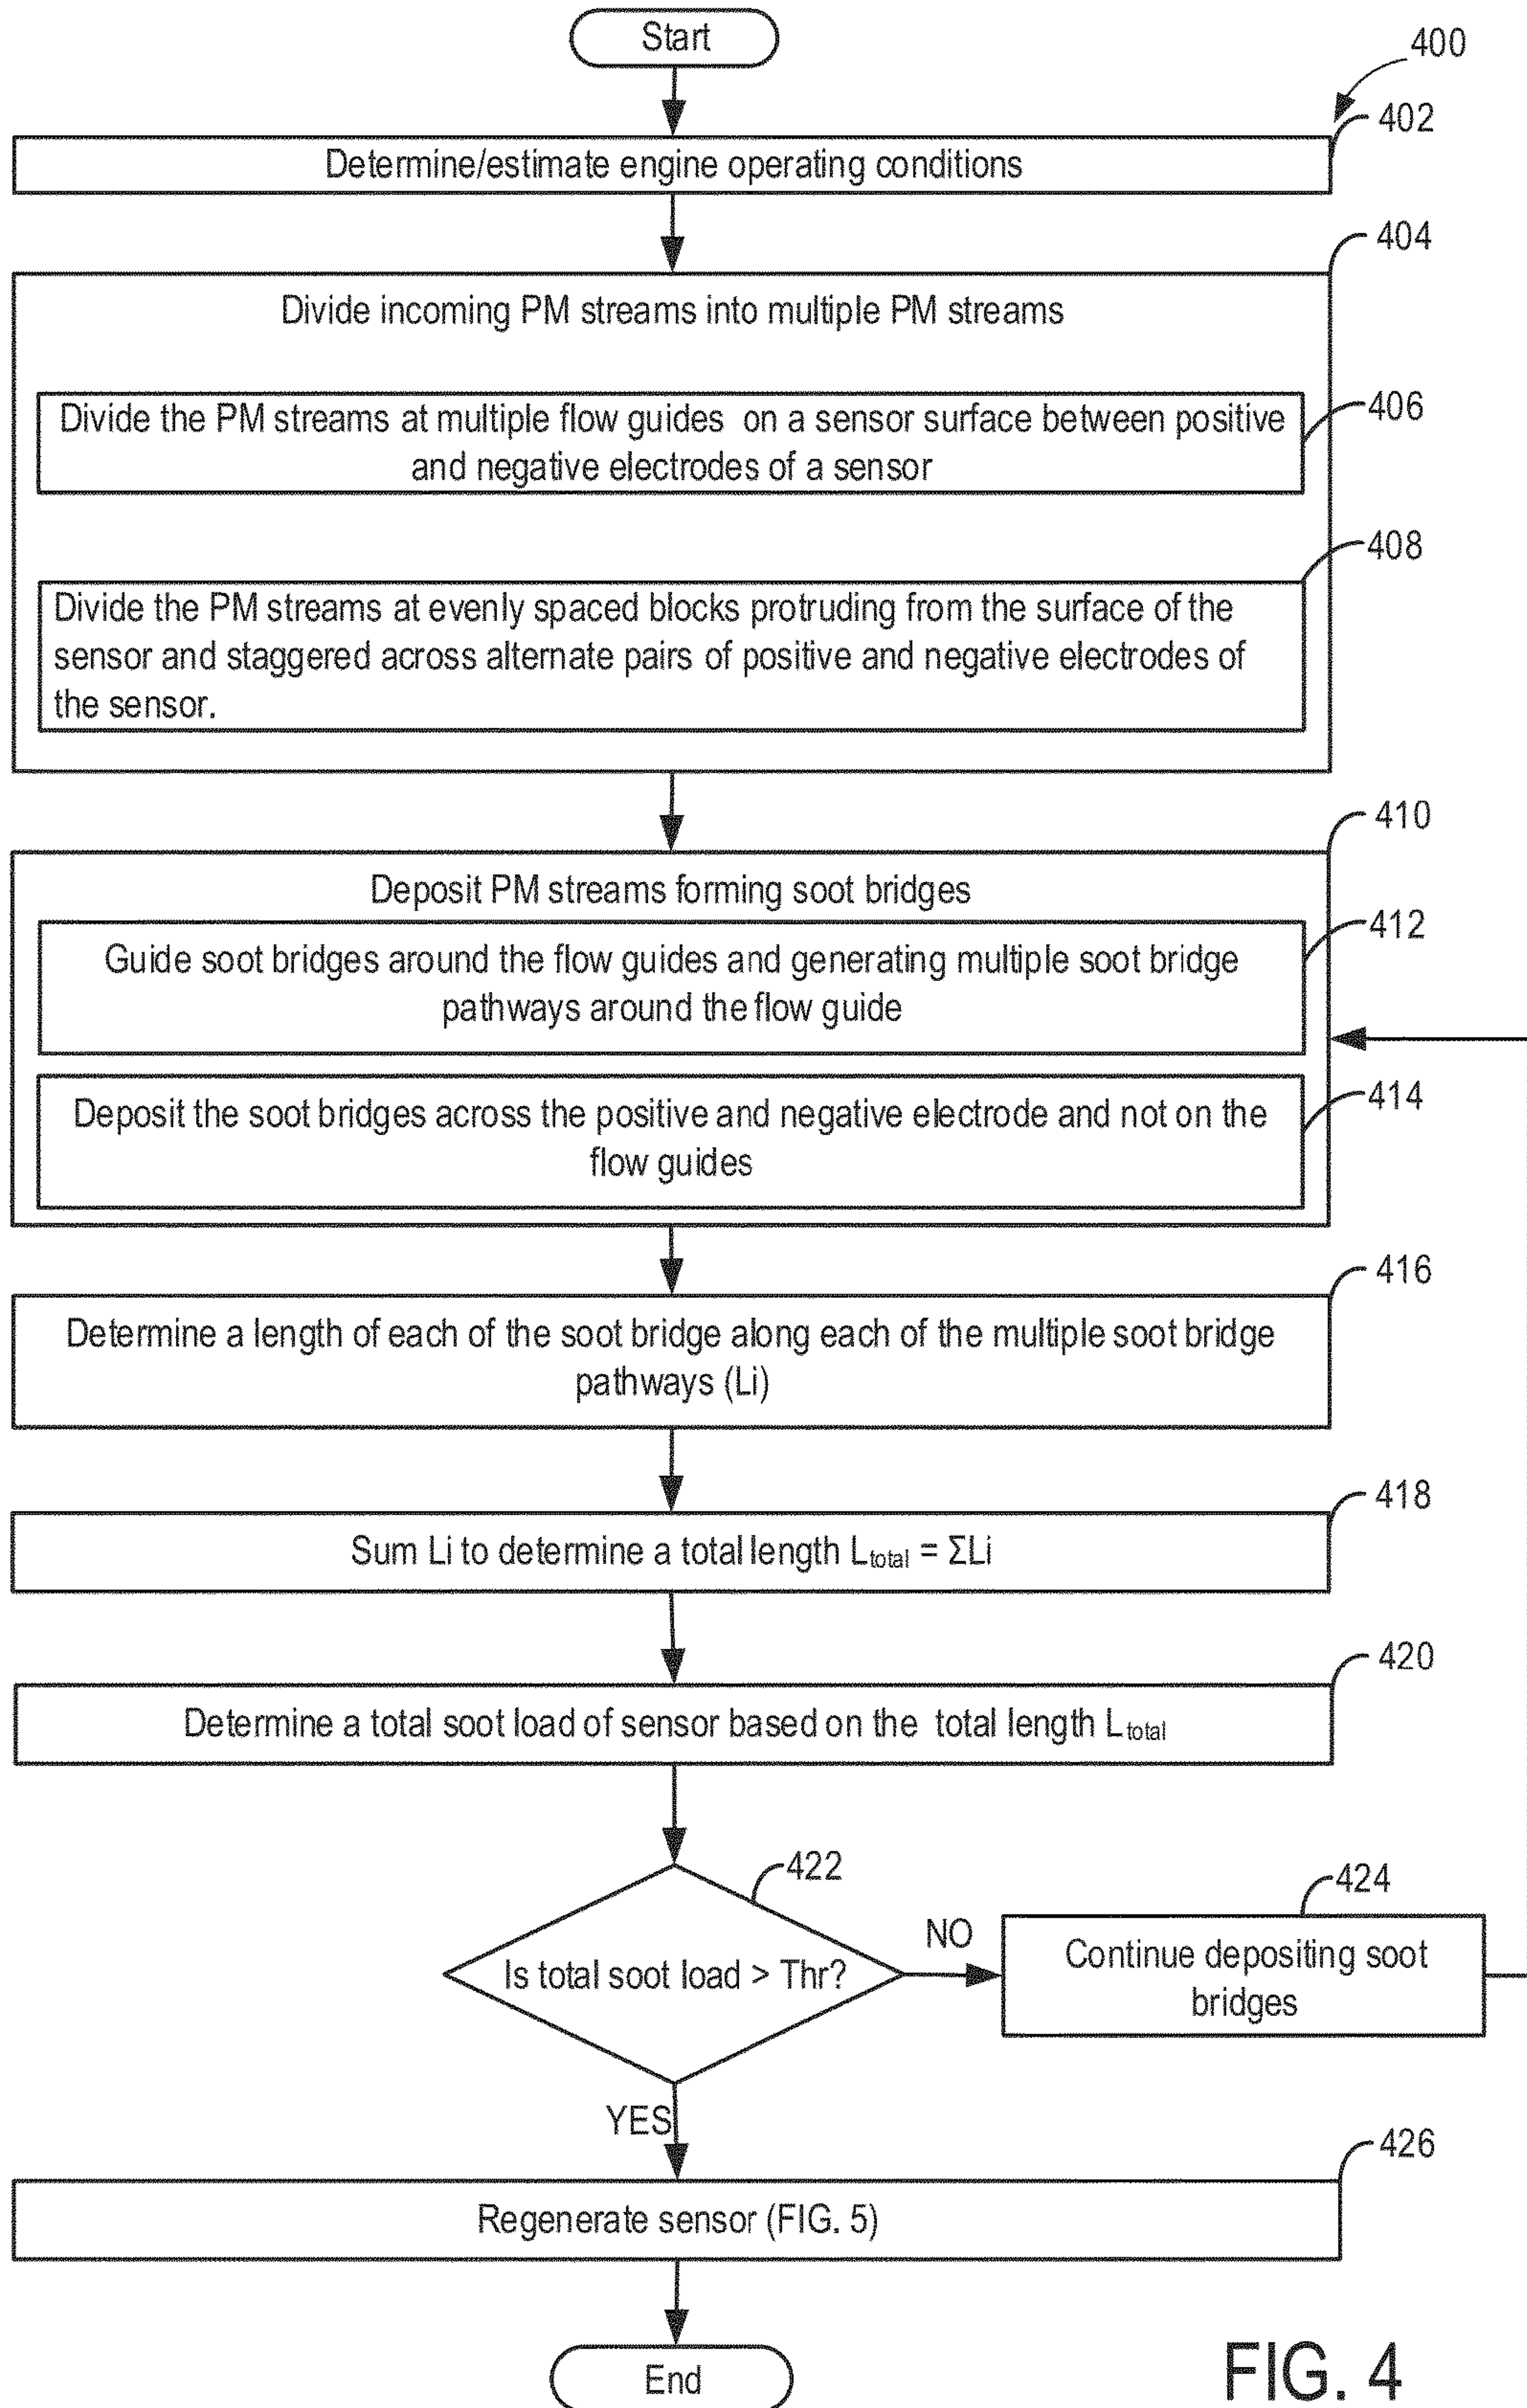 Start
400
402
Determine/estimate engine operating conditions
404
Divide incoming PM streams into multiple PM streams
406
Divide the PM streams at multiple flow guides on a sensor surface between positive
and negative electrodes of a sensor
408
Divide the PM streams at evenly spaced blocks protruding from the surface of the
sensor and staggered across alternate pairs of positive and negative electrodes of
the sensor.
410
Deposit PM streams forming soot bridges
412
Guide soot bridges around the flow guides and generating multiple soot bridge
pathways around the flow guide
414
Deposit the soot bridges across the positive and negative electrode and not on the
flow guides
416
Determine a length of each of the soot bridge along each of the multiple soot bridge
pathways (Li)
418
Sum Li to determine a total length Ltotal = ΣLi
420
Determine a total soot load of sensor based on the total length Ltotal
422
Is total soot load > Thr?
NO
424
Continue depositing soot
bridges
YES
426
Regenerate sensor (FIG. 5)
End
FIG. 4